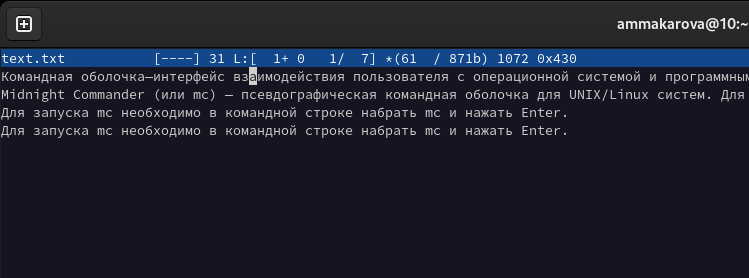 ammakarova@10:~
text.txt [----] 31 L:[ 1+ 0 1/ 7] *(61 / 871b) 1072 0x430
Командная оболочка—интерфейс взаимодействия пользователя с операционной системой и программным
Midnight Commander (или mc) — псевдографическая командная оболочка для UNIX/Linux систем. Для
Для запуска mc необходимо в командной строке набрать mc и нажать Enter.
Для запуска mc необходимо в командной строке набрать mc и нажать Enter.